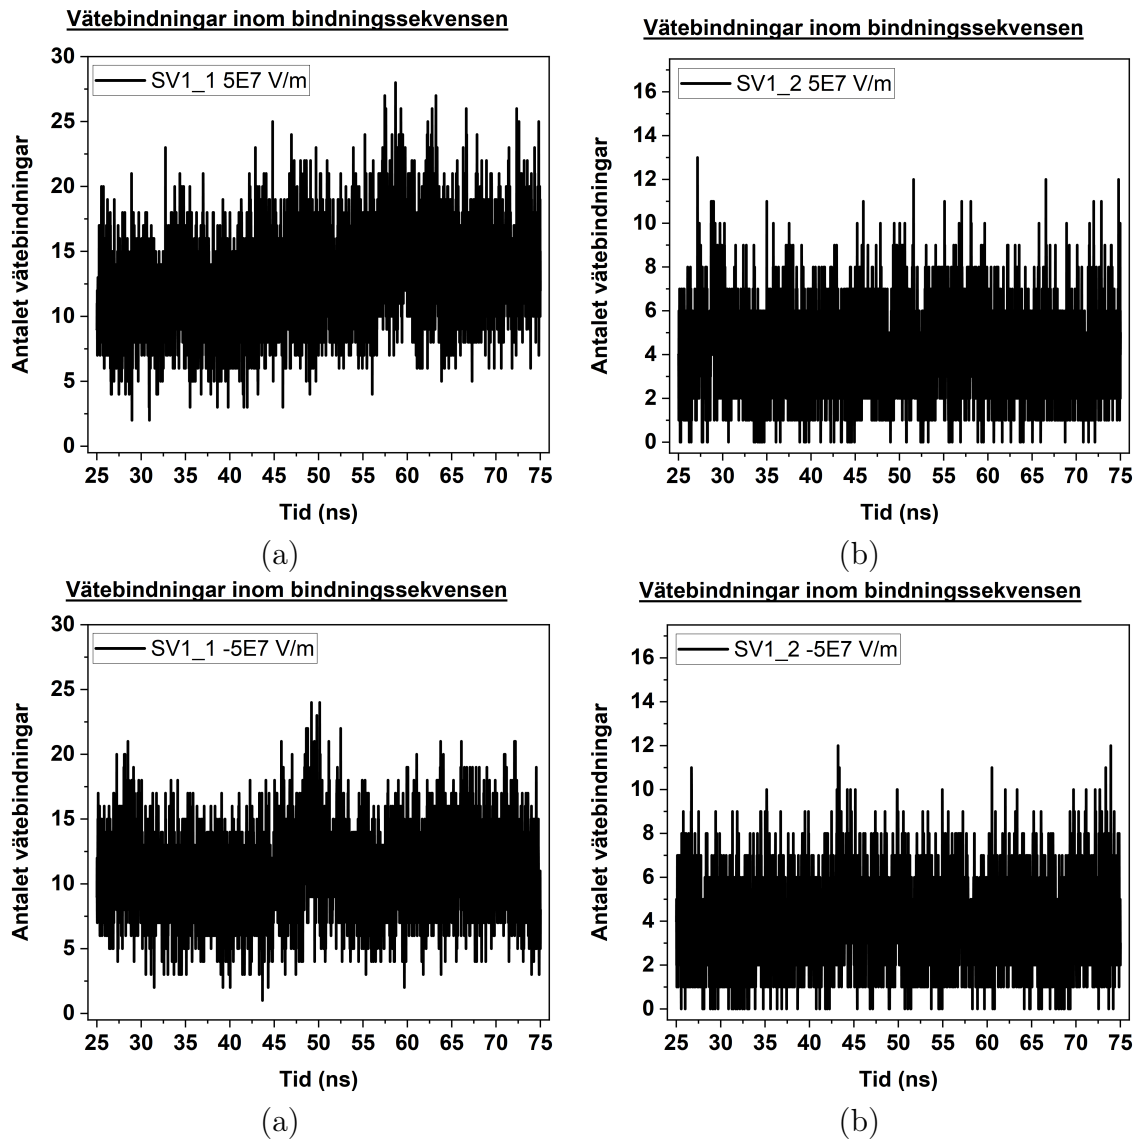 Vätebindningar inom bindningssekvensen
SV1_1 5E7 V/m
30
25
20
15
10
5
0
Antalet vätebindningar
25 30 35 40 45 50 55 60 65 70 75
Tid (ns)
(a)
Vätebindningar inom bindningssekvensen
SV1_2 5E7 V/m
16
14
12
10
8
6
4
2
0
Antalet vätebindningar
25 30 35 40 45 50 55 60 65 70 75
Tid (ns)
(b)
Vätebindningar inom bindningssekvensen
SV1_1 -5E7 V/m
30
25
20
15
10
5
0
Antalet vätebindningar
25 30 35 40 45 50 55 60 65 70 75
Tid (ns)
(a)
Vätebindningar inom bindningssekvensen
SV1_2 -5E7 V/m
16
14
12
10
8
6
4
2
0
Antalet vätebindningar
25 30 35 40 45 50 55 60 65 70 75
Tid (ns)
(b)